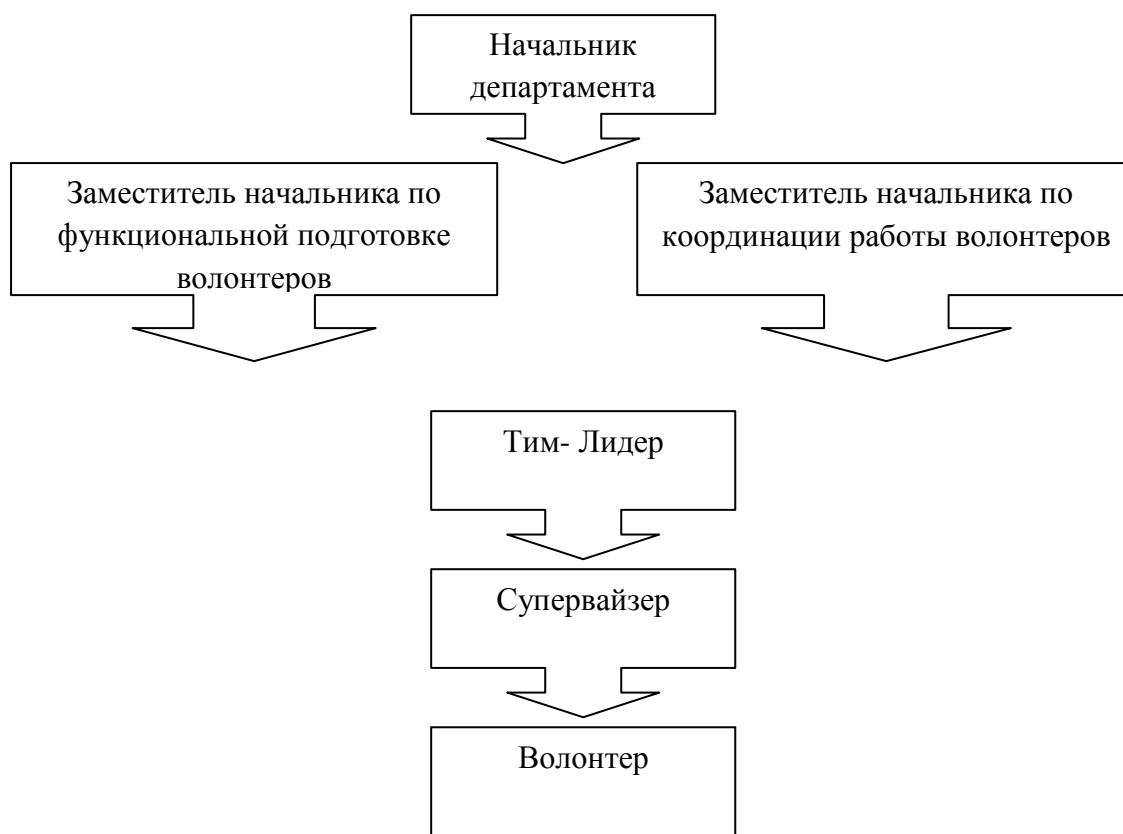 Начальник
департамента
Заместитель начальника по
функциональной подготовке
волонтеров
Заместитель начальника по
координации работы волонтеров
Тим- Лидер
Супервайзер
Волонтер